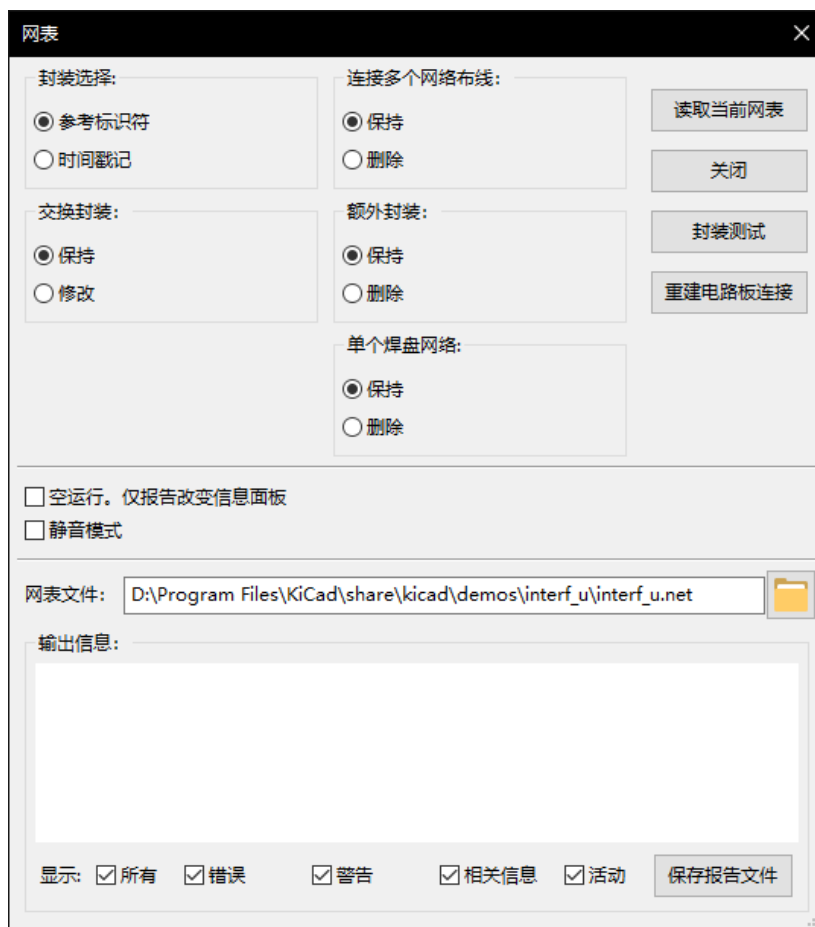 网表
封装选择:
参考标识符
时间戳记
连接多个网络布线:
保持
删除
读取当前网表
关闭
封装测试
重建电路板连接
交换封装:
保持
修改
额外封装:
保持
删除
单个焊盘网络:
保持
删除
空运行。仅报告改变信息面板
静音模式
网表文件: D:\Program Files\KiCad\share\kicad\demos\interf_u\interf_u.net
输出信息:
显示: 所有 错误 警告 相关信息 活动 保存报告文件